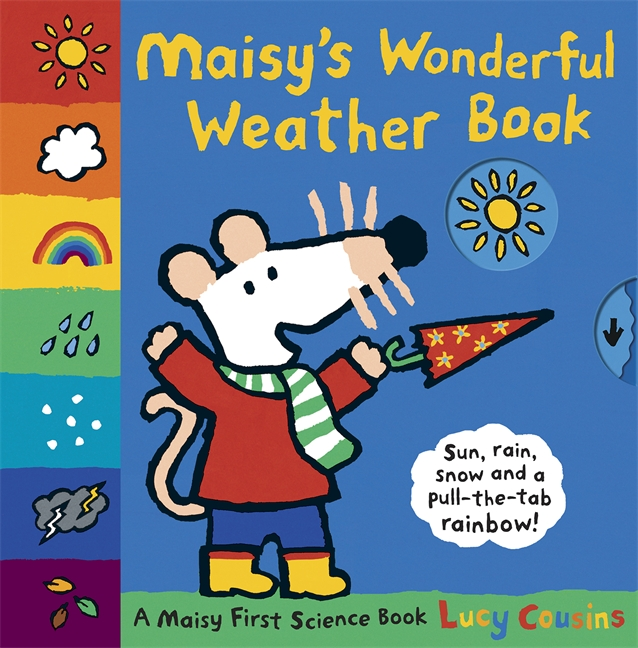 Maisy's Wonderful
Weather Book
Sun, rain,
snow and a
pull-the-tab
rainbow!
A Maisy First Science Book Lucy Cousins